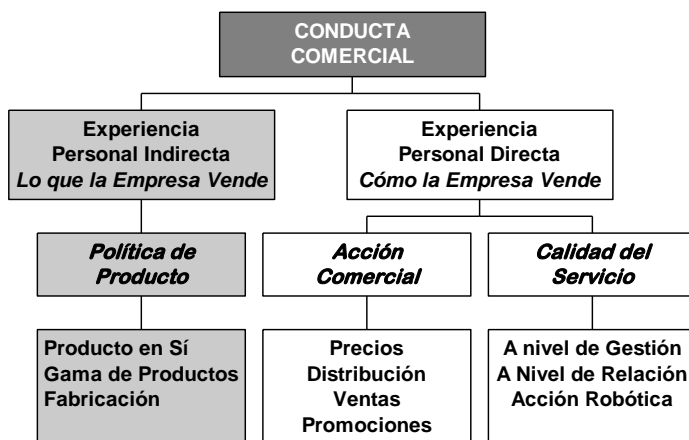 CONDUCTA
COMERCIAL
Experiencia
Personal Indirecta
Lo que la Empresa Vende
Experiencia
Personal Directa
Cómo la Empresa Vende
Política de
Producto
Acción
Comercial
Calidad del
Servicio
Producto en Sí
Gama de Productos
Fabricación
Precios
Distribución
Ventas
Promociones
A nivel de Gestión
A Nivel de Relación
Acción Robótica